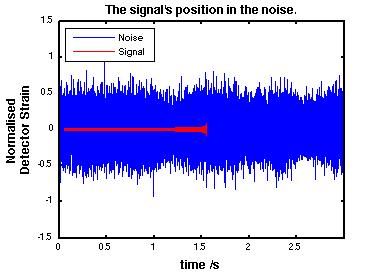 The signal's position in the noise.
Noise
Signal
Normalised
Detector Strain
1.5
1
0.5
0
-0.5
-1
-1.5
0
0.5
1
1.5
2
2.5
time /s